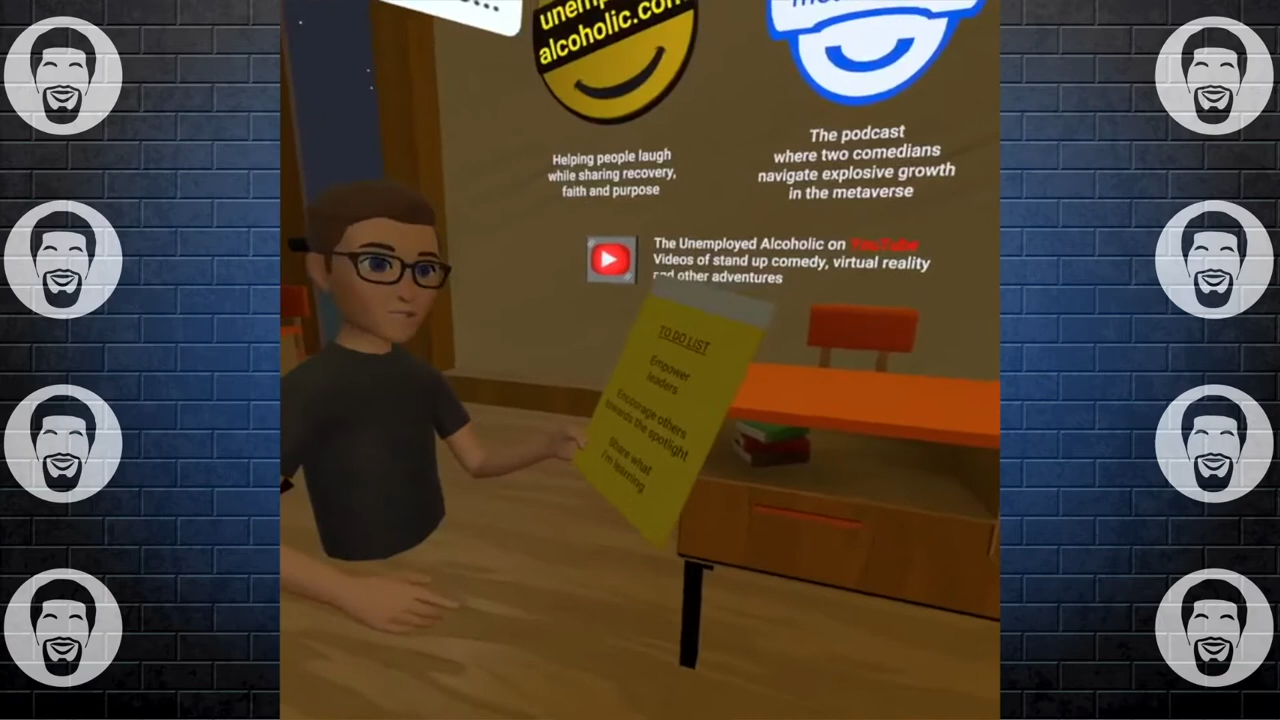 alcoholic.com
Helping people laugh
while sharing recovery,
faith and purpose
The podcast
where two comedians
navigate explosive growth
in the metaverse
The Unemployed Alcoholic on YouTube
Videos of stand up comedy, virtual reality
and other adventures
TO DO LIST
Empower
leaders
Encourage others
towards the spotlight
Share what
I'm learning